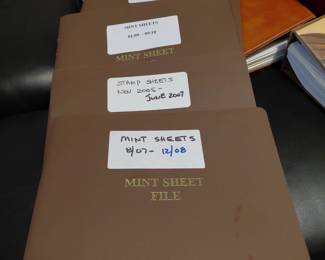 MINT SHEETS
MINT SHEET
STAMP SHEETS
NOV 2005-
JUNE 2007
MINT SHEETS
8/07- 12/08
MINT SHEET
FILE